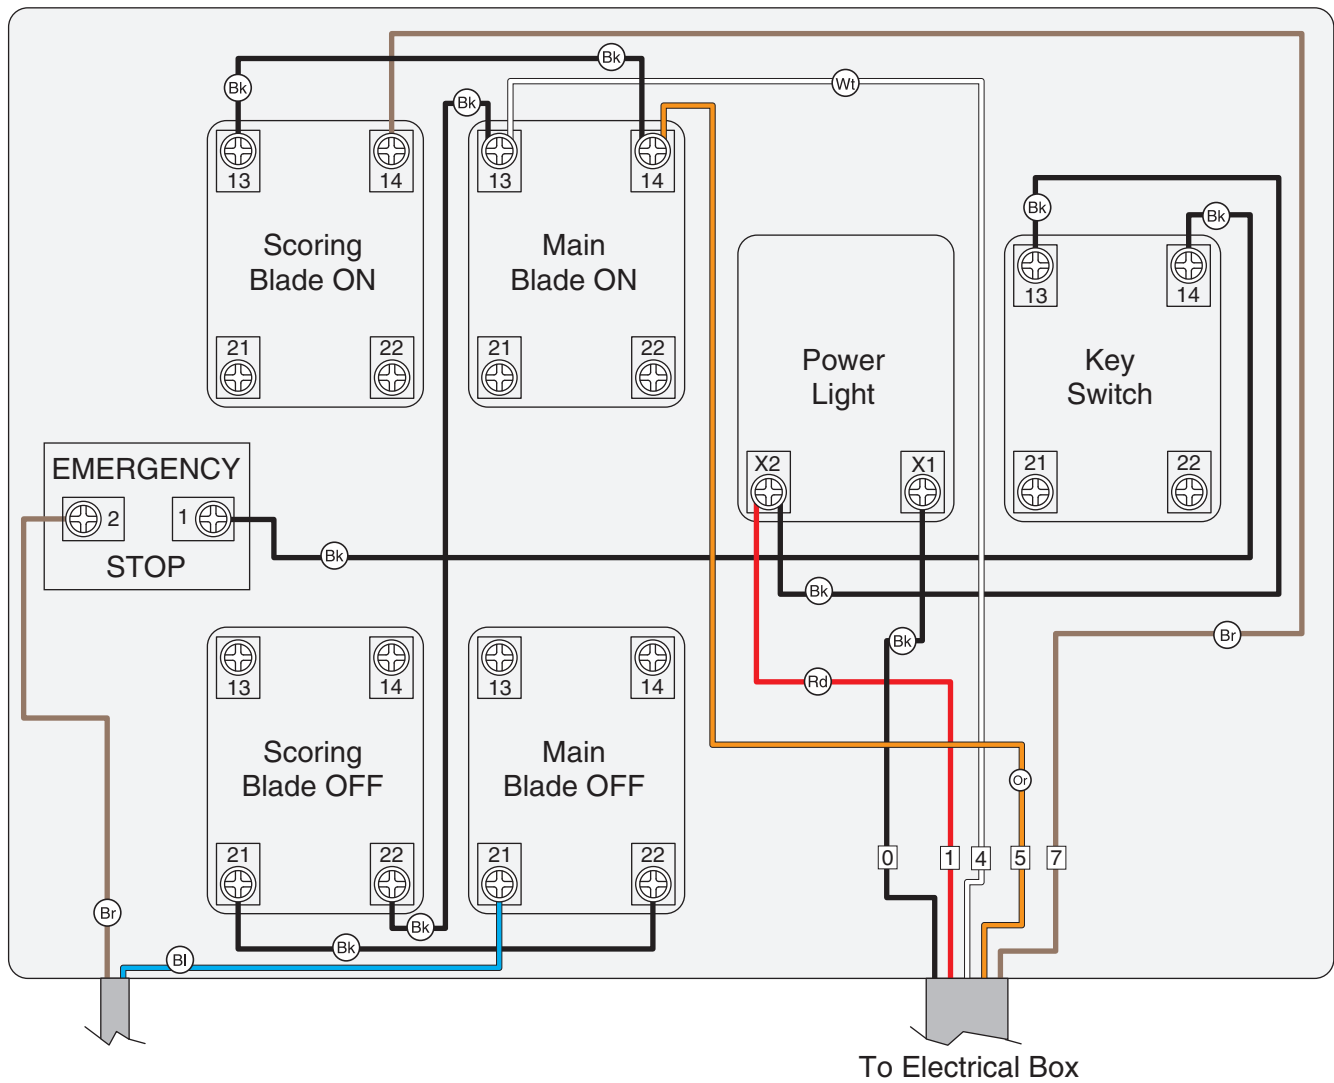 Bk
Wt
Bk
Bk
13
14
13
14
Scoring
Blade ON
Main
Blade ON
21
22
21
22
Bk
Bk
13
14
Key
Switch
21
22
Power
Light
X2
X1
EMERGENCY
2
1
STOP
Bk
Bk
Bk
Br
Rd
13
14
13
14
Scoring
Blade OFF
Main
Blade OFF
21
22
21
22
Or
0
1
4
5
7
Br
Bk
Bk
Bl
To Electrical Box